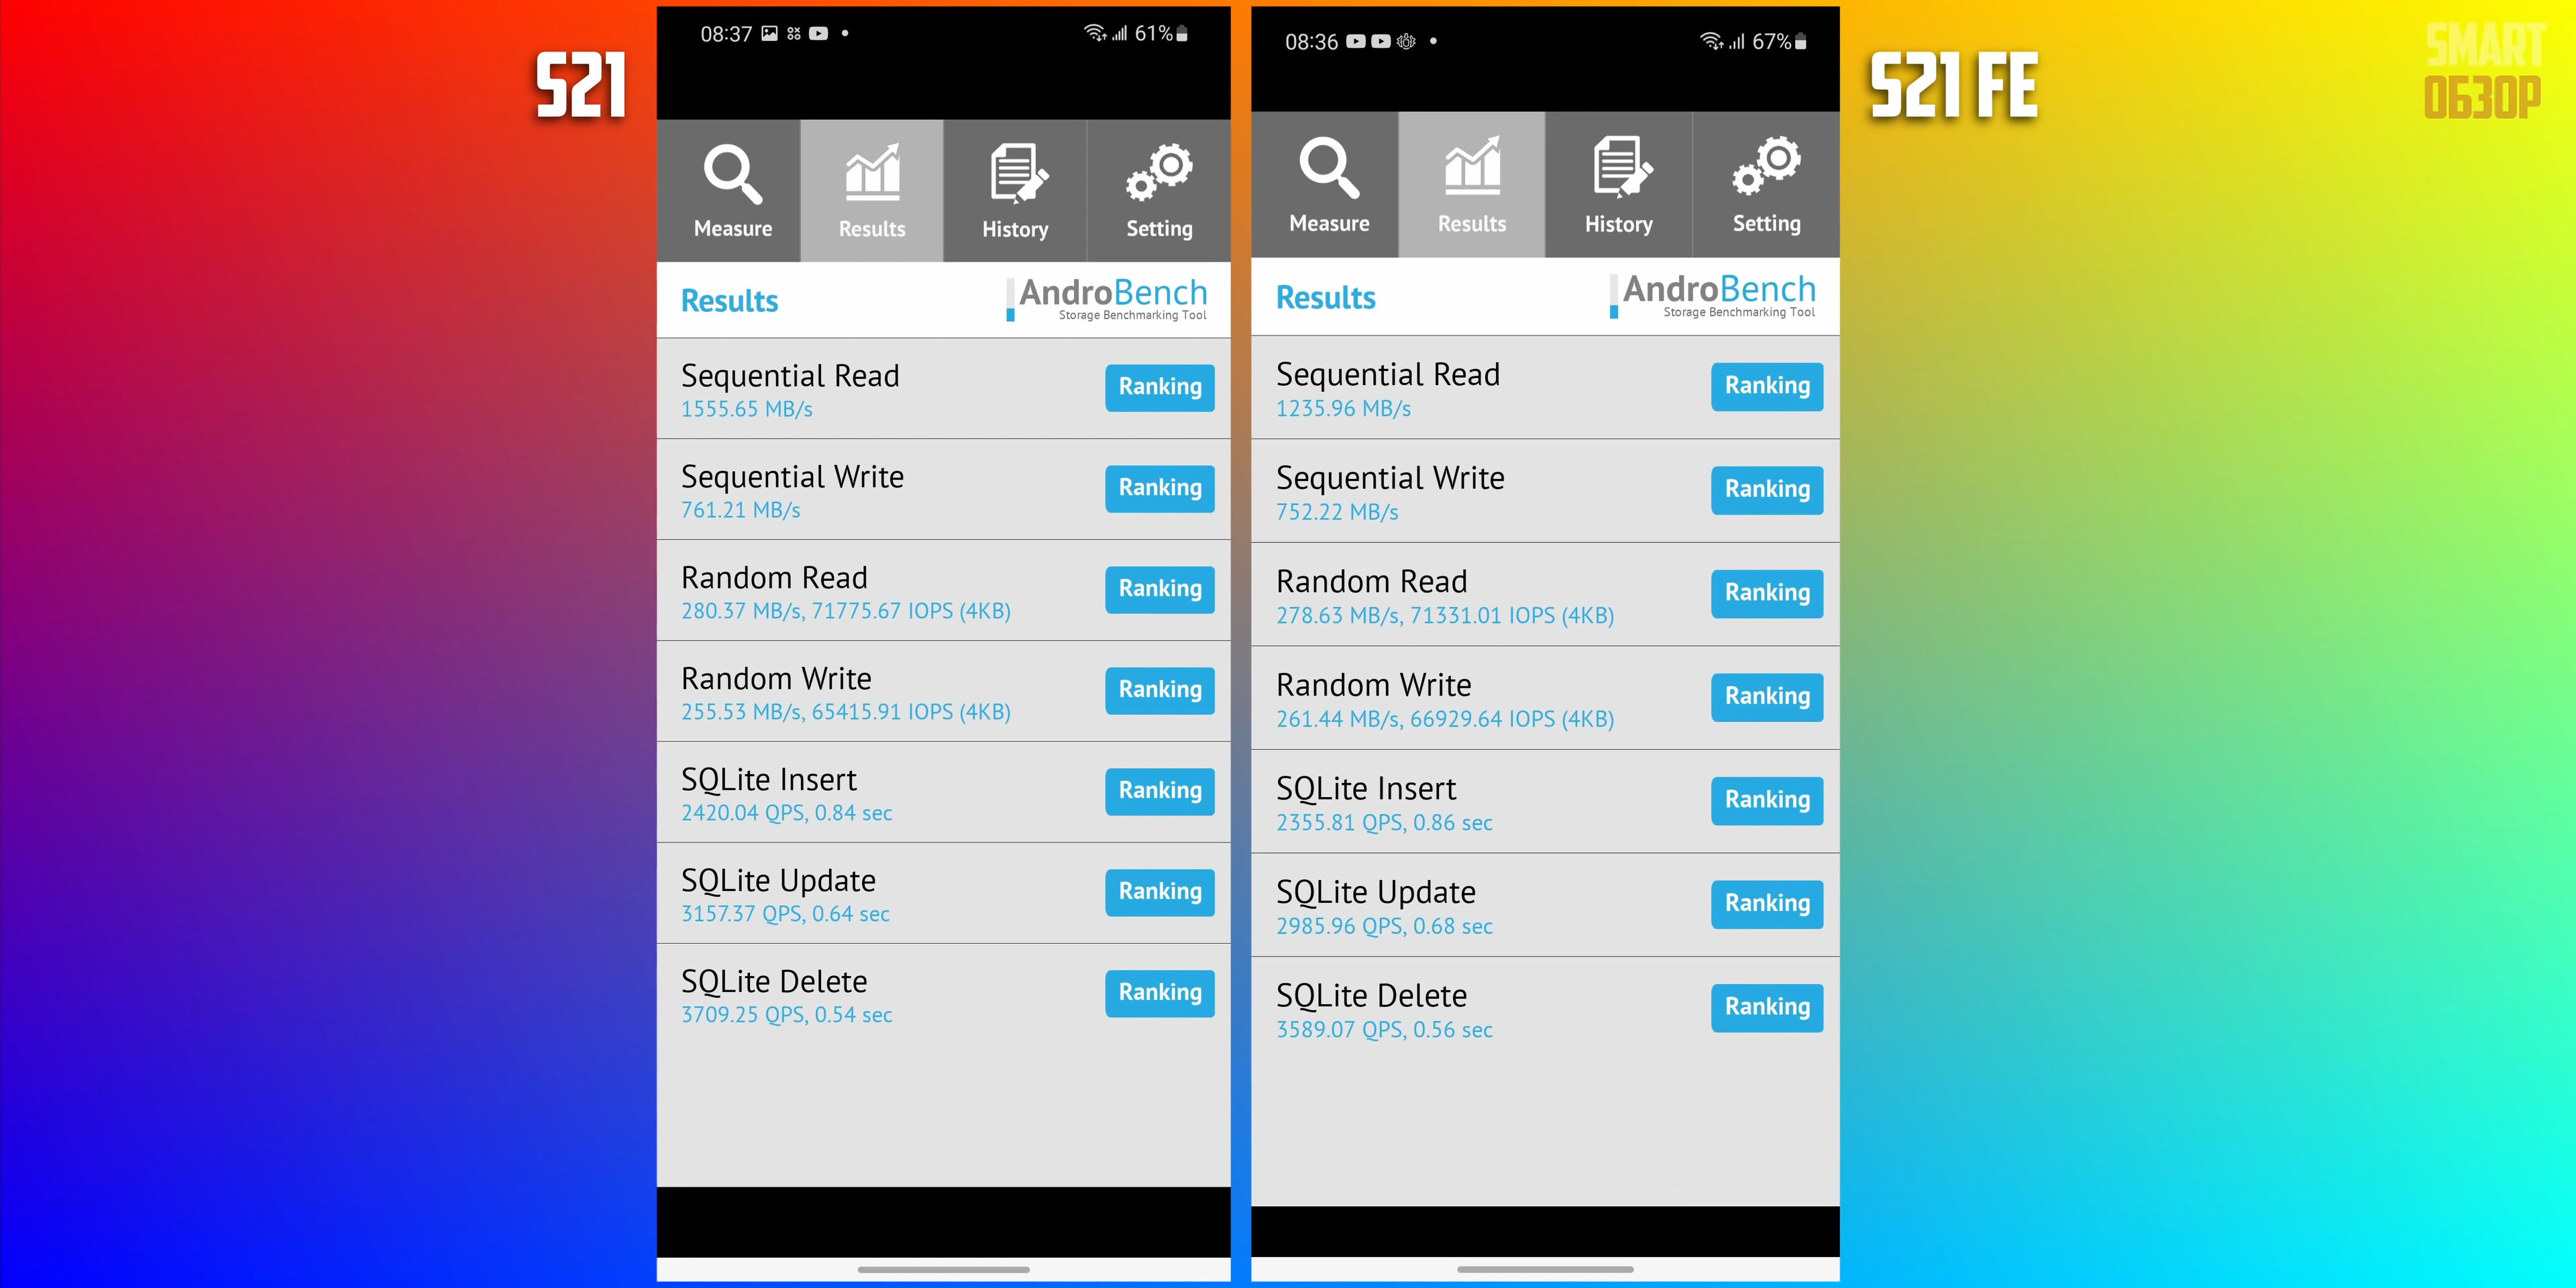 S21
08:37
61%
Measure
Results
History
Setting
Results
AndroBench
Storage Benchmarking Tool
Sequential Read
1555.65 MB/s
Ranking
Sequential Write
761.21 MB/s
Ranking
Random Read
280.37 MB/s, 71775.67 IOPS (4KB)
Ranking
Random Write
255.53 MB/s, 65415.91 IOPS (4KB)
Ranking
SQLite Insert
2420.04 QPS, 0.84 sec
Ranking
SQLite Update
3157.37 QPS, 0.64 sec
Ranking
SQLite Delete
3709.25 QPS, 0.54 sec
Ranking
08:36
67%
Measure
Results
History
Setting
Results
AndroBench
Storage Benchmarking Tool
Sequential Read
1235.96 MB/s
Ranking
Sequential Write
752.22 MB/s
Ranking
Random Read
278.63 MB/s, 71331.01 IOPS (4KB)
Ranking
Random Write
261.44 MB/s, 66929.64 IOPS (4KB)
Ranking
SQLite Insert
2355.81 QPS, 0.86 sec
Ranking
SQLite Update
2985.96 QPS, 0.68 sec
Ranking
SQLite Delete
3589.07 QPS, 0.56 sec
Ranking
S21 FE
SMART
ОБЗОР